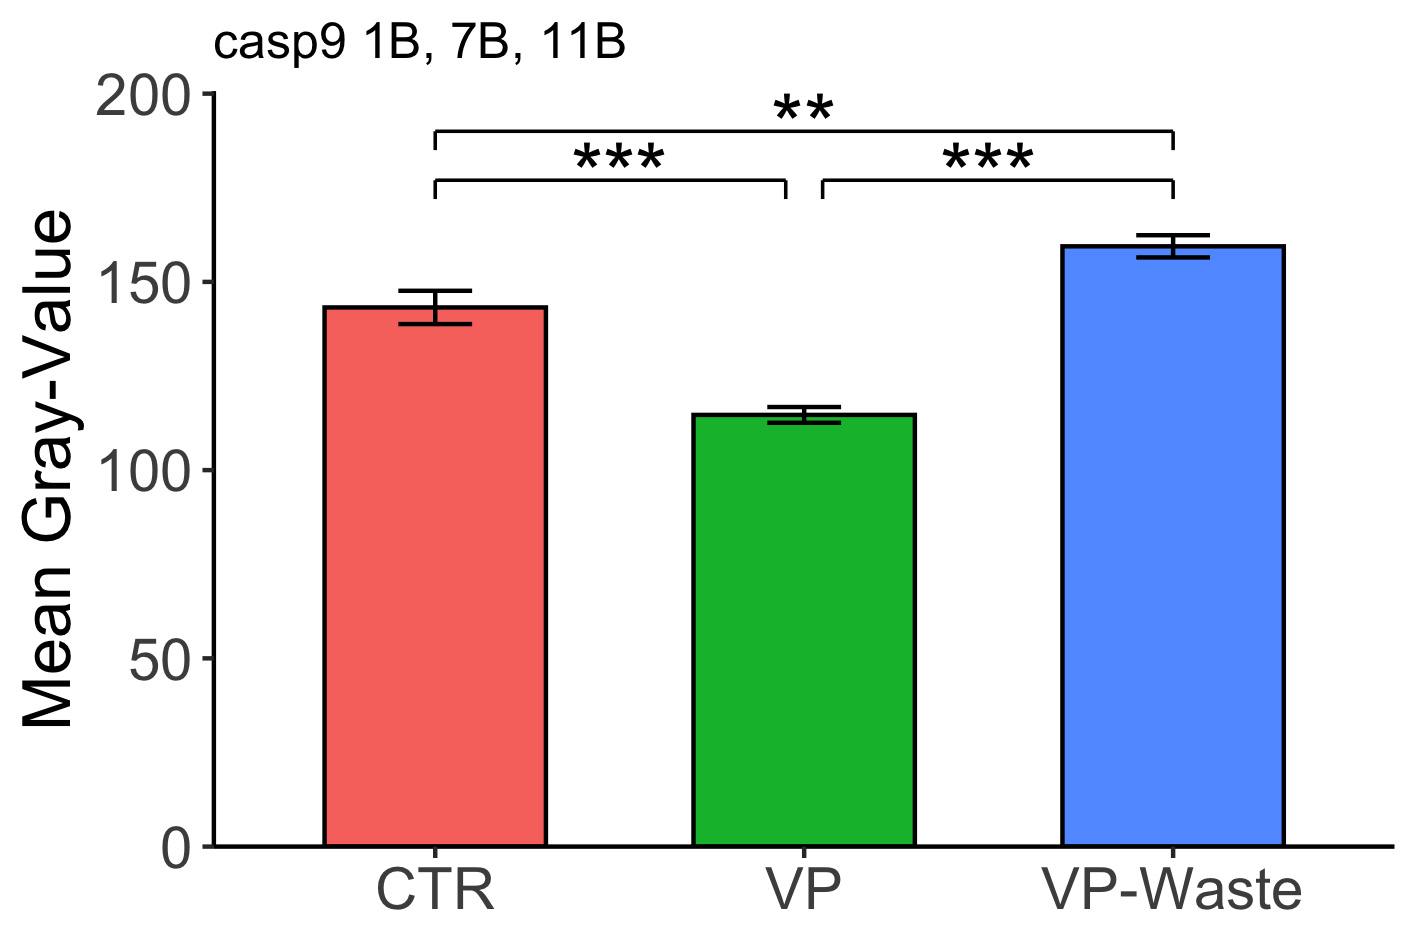 casp9 1B, 7B, 11B
Mean Gray-Value
200
150
100
50
0
**
***
***
CTR
VP
VP-Waste